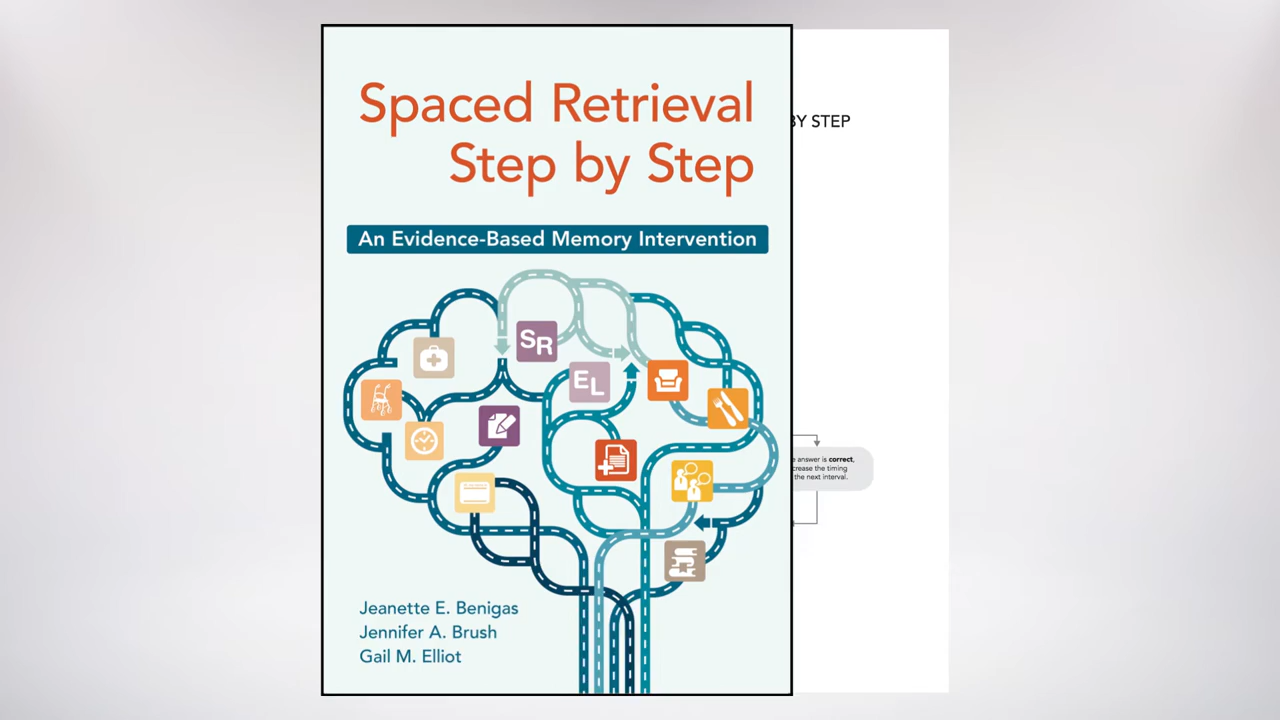 Spaced Retrieval
Step by Step
An Evidence-Based Memory Intervention
SR
EL
Jeanette E. Benigas
Jennifer A. Brush
Gail M. Elliot
BY STEP
answer is correct,
the timing
the next interval.